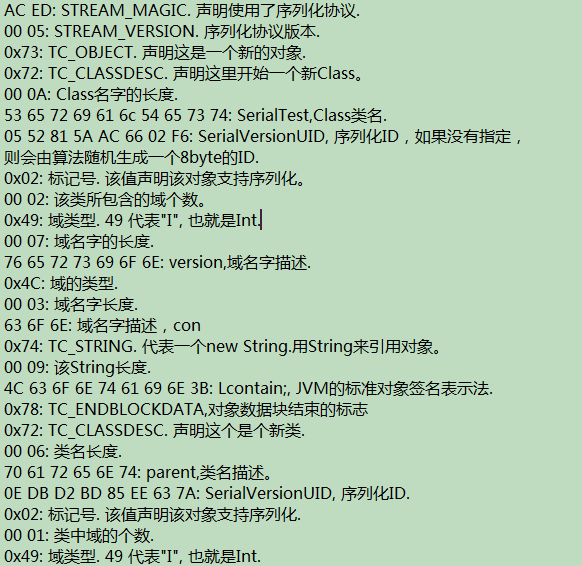 AC ED: STREAM_MAGIC. 声明使用了序列化协议.
00 05: STREAM_VERSION. 序列化协议版本.
0x73: TC_OBJECT. 声明这是一个新的对象.
0x72: TC_CLASSDESC. 声明这里开始一个新Class。
00 0A: Class名字的长度.
53 65 72 69 61 6c 54 65 73 74: SerialTest,Class类名.
05 52 81 5A AC 66 02 F6: SerialVersionUID, 序列化ID，如果没有指定，
则会由算法随机生成一个8byte的ID.
0x02: 标记号. 该值声明该对象支持序列化。
00 02: 该类所包含的域个数。
0x49: 域类型. 49 代表"I", 也就是Int.
00 07: 域名字的长度.
76 65 72 73 69 6F 6E: version,域名字描述.
0x4C: 域的类型.
00 03: 域名字长度.
63 6F 6E: 域名字描述，con
0x74: TC_STRING. 代表一个new String.用String来引用对象。
00 09: 该String长度.
4C 63 6F 6E 74 61 69 6E 3B: Lcontain;, JVM的标准对象签名表示法.
0x78: TC_ENDBLOCKDATA,对象数据块结束的标志
0x72: TC_CLASSDESC. 声明这个是个新类.
00 06: 类名长度.
70 61 72 65 6E 74: parent,类名描述。
0E DB D2 BD 85 EE 63 7A: SerialVersionUID, 序列化ID.
0x02: 标记号. 该值声明该对象支持序列化.
00 01: 类中域的个数.
0x49: 域类型. 49 代表"I", 也就是Int.